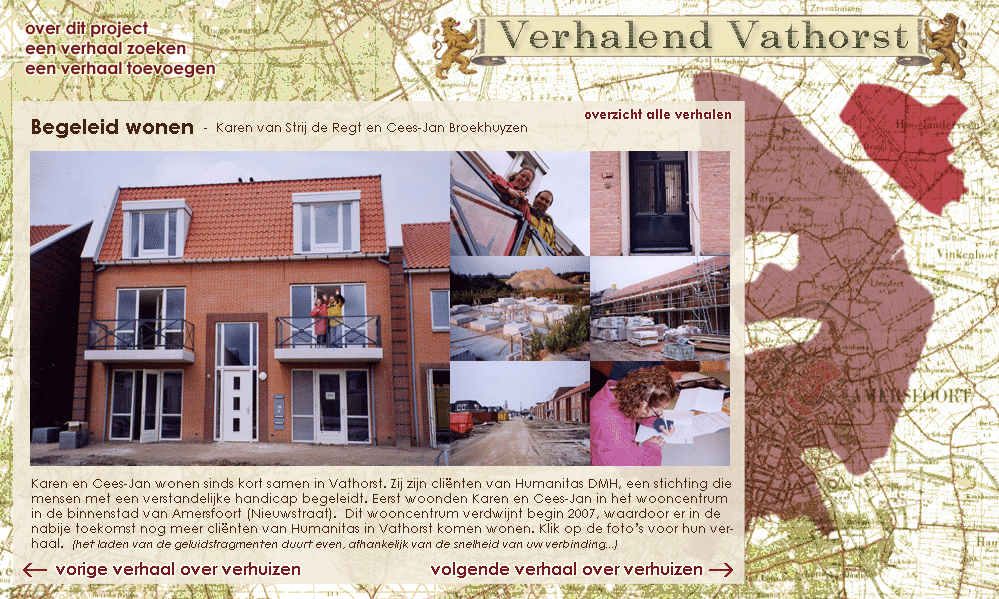 over dit project
een verhaal zoeken
een verhaal toevoegen
Verhalend Vathorst
overzicht alle verhalen
Begeleid wonen - Karen van Strij de Regt en Cees-Jan Broekhuyzen
Karen en Cees-Jan wonen sinds kort samen in Vathorst. Zij zijn cliënten van Humanitas DMH, een stichting die
mensen met een verstandelijke handicap begeleidt. Eerst woonden Karen en Cees-Jan in het wooncentrum
in de binnenstad van Amersfoort (Nieuwstraat). Dit wooncentrum verdwijnt begin 2007, waardoor er in de
nabije toekomst nog meer cliënten van Humanitas in Vathorst komen wonen. Klik op de foto's voor hun ver-
haal. (het laden van de geluidsfragmenten duurt even, afhankelijk van de snelheid van uw verbinding...)
← vorige verhaal over verhuizen
volgende verhaal over verhuizen →
Zevenhuizen
Hooglanderveen
Vinkenhoef
Liendert
AMERSFOORT